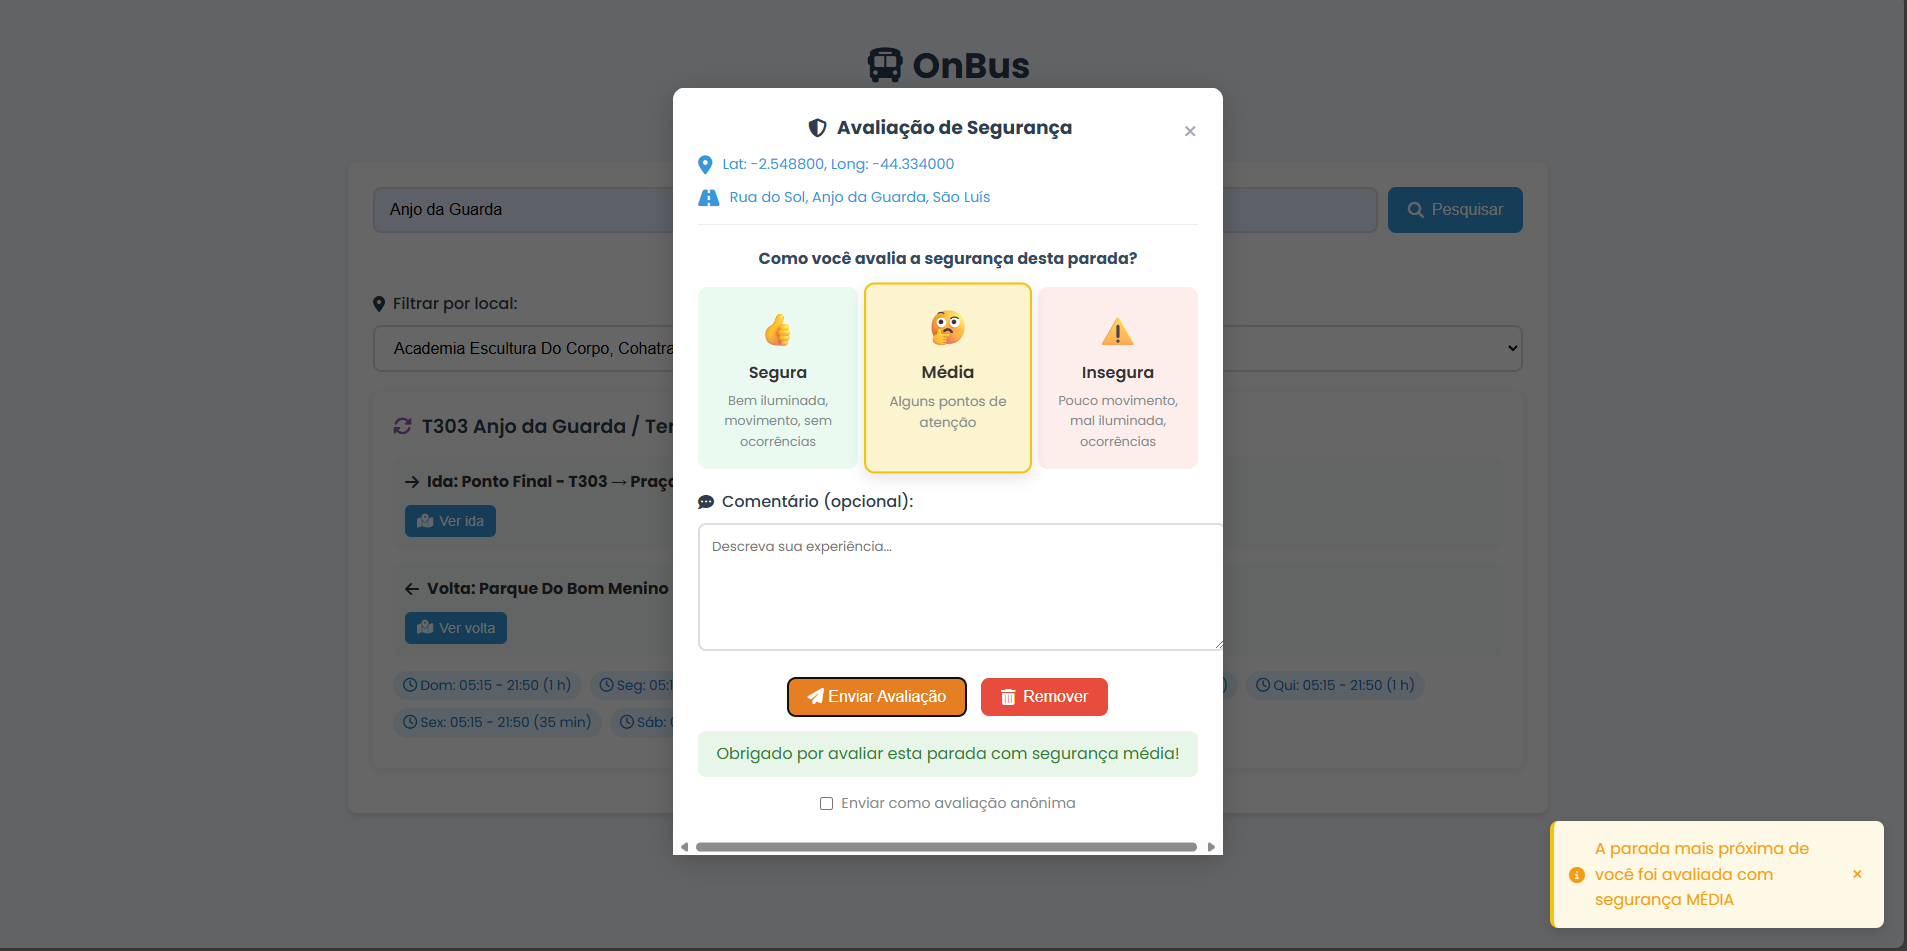 OnBus
Avaliação de Segurança
×
Lat: -2.548800, Long: -44.334000
Rua do Sol, Anjo da Guarda, São Luís
Anjo da Guarda
Pesquisar
Como você avalia a segurança desta parada?
Filtrar por local:
Academia Escultura Do Corpo, Cohatra
Segura
Bem iluminada,
movimento, sem
ocorrências
Média
Alguns pontos de
atenção
Insegura
Pouco movimento,
mal iluminada,
ocorrências
T303 Anjo da Guarda / Ter
Ida: Ponto Final - T303 → Praça
Ver ida
Comentário (opcional):
Descreva sua experiência...
Volta: Parque Do Bom Menino
Ver volta
Dom: 05:15 - 21:50 (1 h)
Seg: 05:1
)
Qui: 05:15 - 21:50 (1 h)
Sex: 05:15 - 21:50 (35 min)
Sáb:
Enviar Avaliação
Remover
Obrigado por avaliar esta parada com segurança média!
Enviar como avaliação anônima
A parada mais próxima de
você foi avaliada com
segurança MÉDIA
×